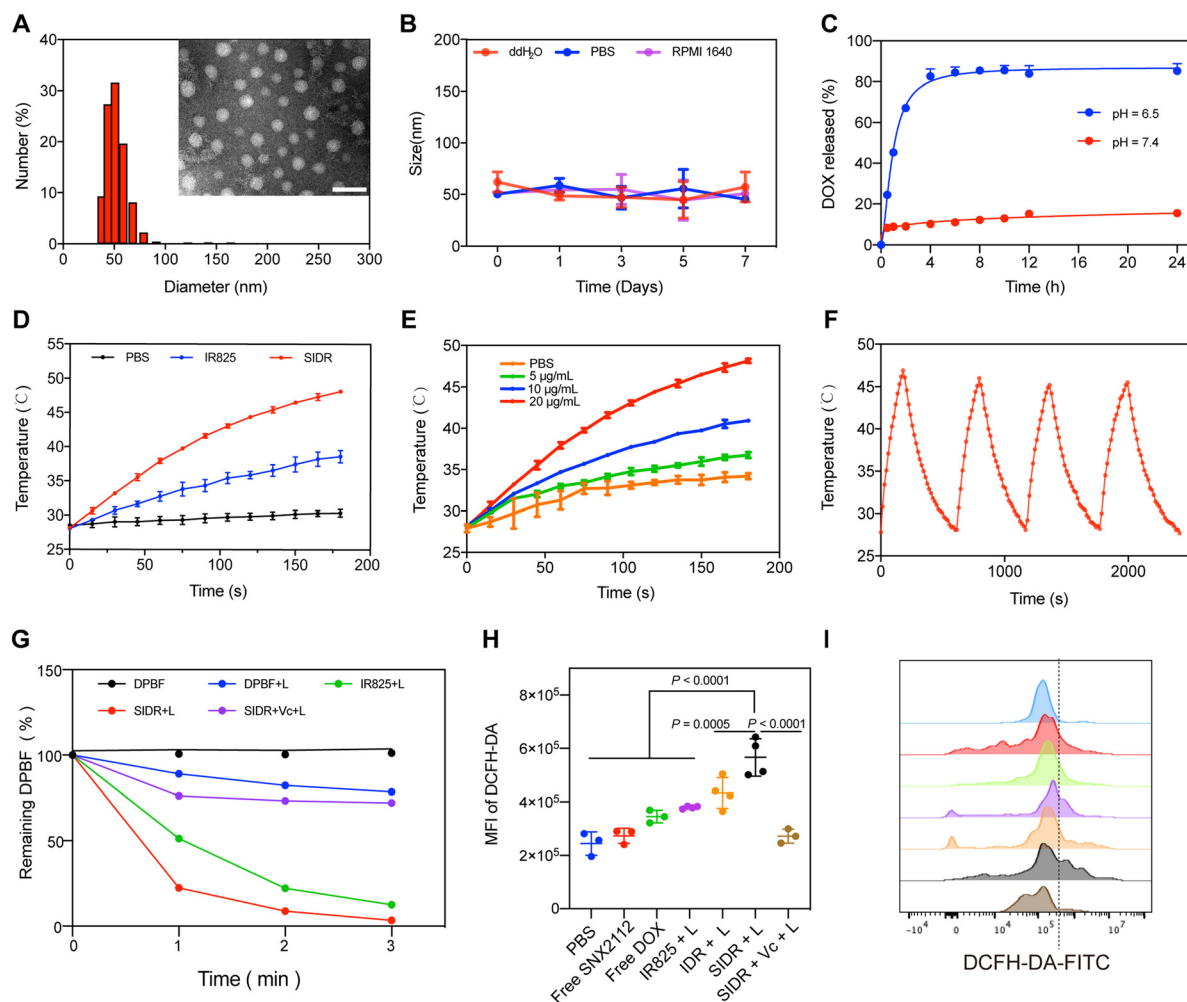 A
Number (%)
40
30
20
10
0
0 50 100 150 200 250 300
Diameter (nm)
B
ddH₂O PBS RPMI 1640
Size(nm)
200
150
100
50
0
0 1 3 5 7
Time (Days)
C
DOX released (%)
100
80
60
40
20
0
pH = 6.5
pH = 7.4
0 4 8 12 16 20 24
Time (h)
D
PBS IR825 SIDR
Temperature (℃)
55
50
45
40
35
30
25
0 50 100 150 200
Time (s)
E
PBS
5 µg/mL
10 µg/mL
20 µg/mL
Temperature (℃)
50
45
40
35
30
25
0 50 100 150 200
Time (s)
F
Temperature (℃)
50
45
40
35
30
25
0 1000 2000
Time (s)
G
DPBF DPBF+L IR825+L
SIDR+L SIDR+Vc+L
Remaining DPBF (%)
150
100
50
0
0 1 2 3
Time (min)
H
P < 0.0001
P = 0.0005 P < 0.0001
MFI of DCFH-DA
8×10⁵
6×10⁵
4×10⁵
2×10⁵
0
PBS
Free SNX2112
Free DOX
IR825 + L
IDR + L
SIDR + L
SIDR + Vc + L
I
-10⁴ 0 10⁴ 10⁵ 10⁶ 10⁷
DCFH-DA-FITC